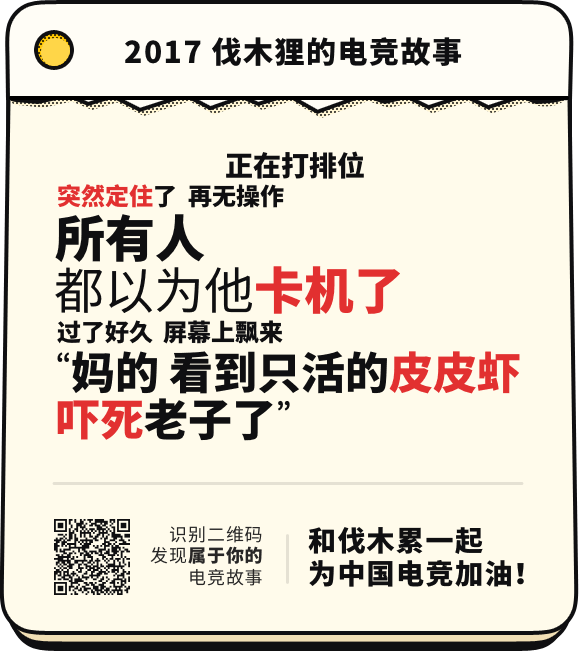 2017 伐木狸的电竞故事
正在打排位
突然定住了 再无操作
所有人
都以为他卡机了
过了好久 屏幕上飘来
“妈的 看到只活的皮皮虾
吓死老子了”
识别二维码
发现属于你的
电竞故事
和伐木累一起
为中国电竞加油！